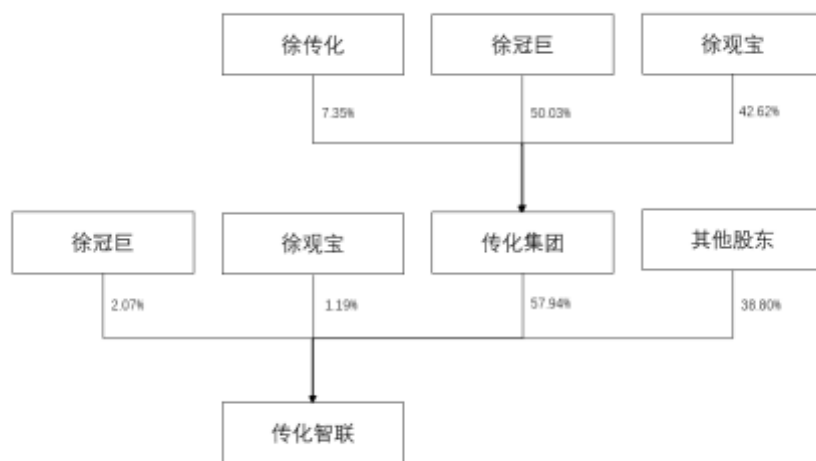 徐传化 徐冠巨 徐观宝
7.35% 50.03% 42.62%
徐冠巨 徐观宝 传化集团 其他股东
2.07% 1.19% 57.94% 38.80%
传化智联